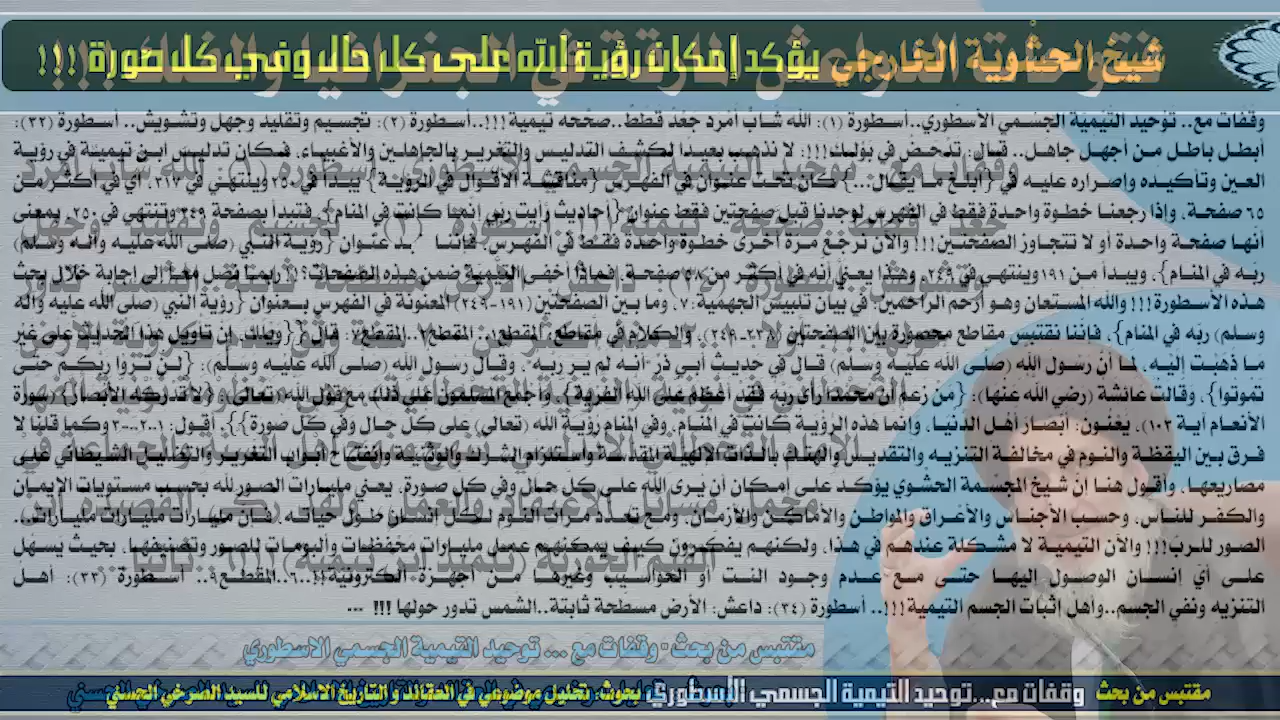 شيخ الحشوية الخارجي يؤكد إمكان رؤية الله على كل حال وفي كل صورة !!!
وقفات مع.. توحيد التيمية الجسمي الأسطوري.. أسطورة (١): الله شاب أمرد جعد قطط..صححه تيمية!!!..أسطورة (٢): تجسيم وتقليد وجهل وتشويش.. أسطورة (٣٢):
أبطل باطل من أجهل جاهل.. قال: تدحض في بولك!!!: لا نذهب بعيدا لكشف التدليس والتغرير بالجاهلين والأغبياء، فكان تدليس ابن تيمية في رؤية
العين وتأكيده وإصراره عليه في {أبلغ ما يقال:..} كان تحت عنوان في الفهرس {مناقشة الأقوال في الرؤية} يبدأ في ٢٥٠ وينتهي في ٣١٧، أي في أكثر من
٦٥ صفحة، وإذا رجعنا خطوة واحدة فقط في الفهرس لوجدنا قبل صفحتين فقط عنوان {أحاديث رأيت ربي إنما كانت في المنام}، فتبدأ بصفحة ٢٤٩ وتنتهي في ٢٥٠، بمعنى
أنها صفحة واحدة أو لا تتجاوز الصفحتين!!! والآن نرجع مرة أخرى خطوة واحدة فقط في الفهرس، فإننا نجد عنوان {رؤية النبي (صلى الله عليه وآله وسلم)
ربه في المنام}، ويبدأ من ١٩١ وينتهي في ٢٤٩، وهذا يعني أنه في أكثر من ٥٨ صفحة، فماذا أخفى التيمية ضمن هذه الصفحات؟!! ربما نصل معا إلى إجابة خلال بحث
هذه الأسطورة!!! والله المستعان وهو أرحم الراحمين: في بيان تلبيس الجهمية:٧، وما بين الصفحتين (١٩١-٢٤٩) المعنونة في الفهرس بعنوان {رؤية النبي (صلى الله عليه وآله
وسلم) ربه في المنام}، فإننا نقتبس مقاطع محصورة بين الصفحتين (٢٣٧-٢٤٩)، والكلام في مقاطع: المقطع١.. المقطع٢..المقطع٣: قال: {{ويلك، إن تأويل هذا الحديث على غير
ما ذهبت إليه، لما أن رسول الله (صلى الله عليه وسلم) قال في حديث أبي ذر "أنه لم ير ربه"، وقال رسول الله (صلى الله عليه وسلم): {لن تروا ربكم حتى
تموتوا}، وقالت عائشة (رضي الله عنها): {من زعم أن محمدا رأى ربه فقد أعظم على الله الفرية}، وأجمع المسلمون على ذلك مع قول الله (تعالى): {لا تدركه الأبصار} (سورة
الأنعام آية ١٠٣)، يعنون: أبصار أهل الدنيا، وإنما هذه الرؤية كانت في المنام، وفي المنام رؤية الله (تعالى) على كل حال وفي كل صورة}}، أقول: ١..٢..٣- وكما قلنا لا
فرق بين اليقظة والنوم في مخالفة التنزيه والتقديس والهتك بالذات الإلهية المقدسة واستلزام الشرك والوثنية وانفتاح أبواب التغرير والتضليل الشيطاني على
مصاريعها، وأقول هنا إن شيخ المجسمة الحشوي يؤكد على إمكان أن يرى الله على كل حال وفي كل صورة، يعني مليارات الصور لله بحسب مستويات الإيمان
والكفر للناس، وحسب الأجناس والأعراق والمواطن والأماكن والأزمان، ومع تعدد مرات النوم لكل إنسان طول حياته، فإن مليارات مليارات مليارات..
الصور للرب!!! والآن التيمية لا مشكلة عندهم في هذا، ولكنهم يفكرون كيف يمكنهم عمل مليارات محفظات وألبومات للصور وتصنيفها، بحيث يسهل
على أي إنسان الوصول إليها حتى مع عدم وجود النت أو الحواسيب وغيرها من أجهزة الكترونية!!..٦..المقطع٩.. أسطورة (٣٣): أهل
التنزيه ونفي الجسم..وأهل إثبات الجسم التيمية!!!.. أسطورة (٣٤): داعش: الأرض مسطحة ثابتة..الشمس تدور حولها !!! ---
مقتبس من بحث - وقفات مع ... توحيد التيمية الجسمي الاسطوري
مقتبس من بحث وقفات مع...توحيد التيمية الجسمي الأسطوري بحوث: تحليل موضوعي في العقائد والتاريخ الاسلامي للسيد الصرخي الحسني